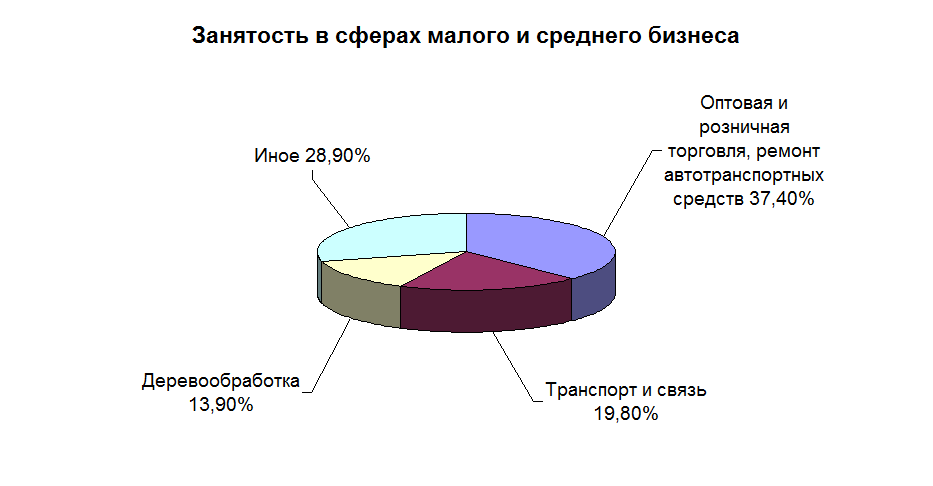 Занятость в сферах малого и среднего бизнеса
Оптовая и
розничная
торговля, ремонт
автотранспортных
средств 37,40%
Иное 28,90%
Деревообработка
13,90%
Транспорт и связь
19,80%